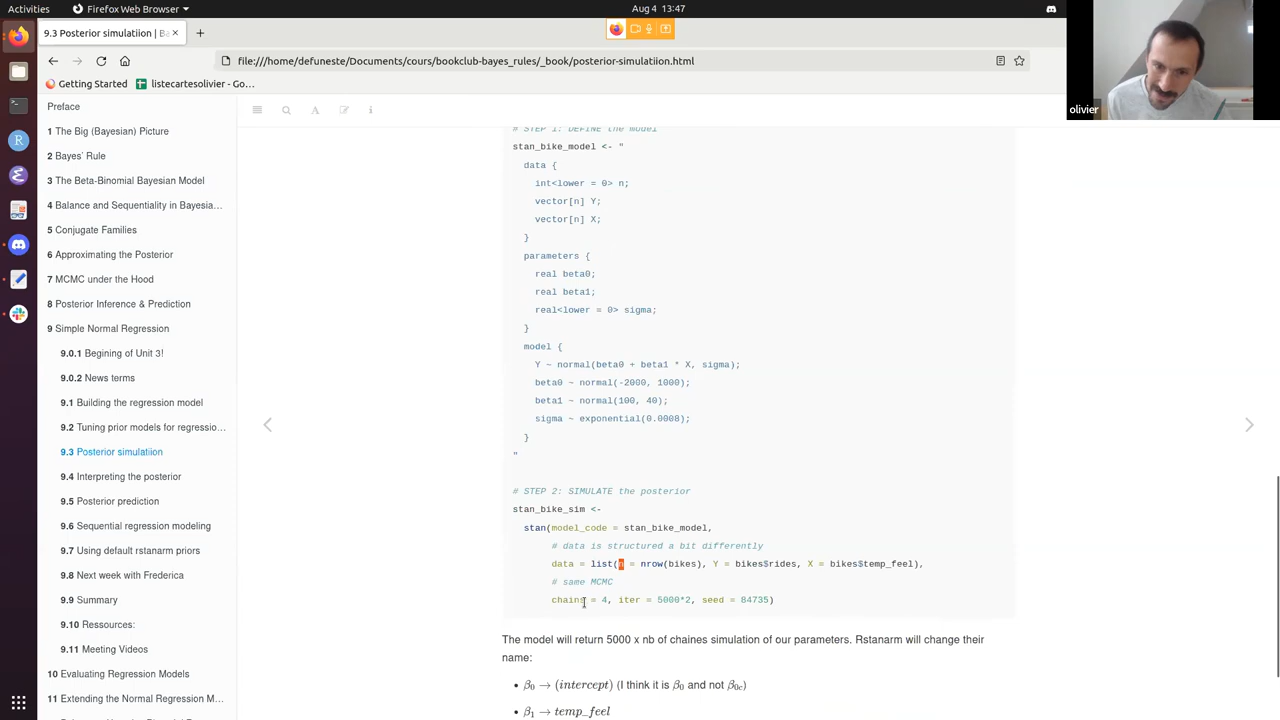 Activities
Firefox Web Browser
Aug 4 13:47
9.3 Posterior simulatiion | Ba
file:///home/defuneste/Documents/cours/bookclub-bayes_rules/_book/posterior-simulatiion.html
Getting Started
listecartesolivier - Go…
olivier
Preface
1 The Big (Bayesian) Picture
2 Bayes' Rule
3 The Beta-Binomial Bayesian Model
4 Balance and Sequentiality in Bayesia…
5 Conjugate Families
6 Approximating the Posterior
7 MCMC under the Hood
8 Posterior Inference & Prediction
9 Simple Normal Regression
9.0.1 Begining of Unit 3!
9.0.2 News terms
9.1 Building the regression model
9.2 Tuning prior models for regressio…
9.3 Posterior simulatiion
9.4 Interpreting the posterior
9.5 Posterior prediction
9.6 Sequential regression modeling
9.7 Using default rstanarm priors
9.8 Next week with Frederica
9.9 Summary
9.10 Ressources:
9.11 Meeting Videos
10 Evaluating Regression Models
11 Extending the Normal Regression M…
# STEP 1: DEFINE the model
stan_bike_model <- "
data {
int<lower = 0> n;
vector[n] Y;
vector[n] X;
}
parameters {
real beta0;
real beta1;
real<lower = 0> sigma;
}
model {
Y ~ normal(beta0 + beta1 * X, sigma);
beta0 ~ normal(-2000, 1000);
beta1 ~ normal(100, 40);
sigma ~ exponential(0.0008);
}
"
# STEP 2: SIMULATE the posterior
stan_bike_sim <-
stan(model_code = stan_bike_model,
# data is structured a bit differently
data = list(n = nrow(bikes), Y = bikes$rides, X = bikes$temp_feel),
# same MCMC
chains = 4, iter = 5000*2, seed = 84735)
The model will return 5000 x nb of chaines simulation of our parameters. Rstanarm will change their
name:
• β0 → (intercept) (I think it is β0 and not β0c)
• β1 → temp_feel